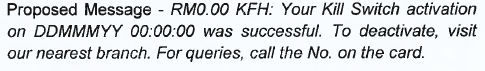 Proposed Message - RM0.00 KFH: Your Kill Switch activation
on DDMMMYY 00:00:00 was successful. To deactivate, visit
our nearest branch. For queries, call the No. on the card.